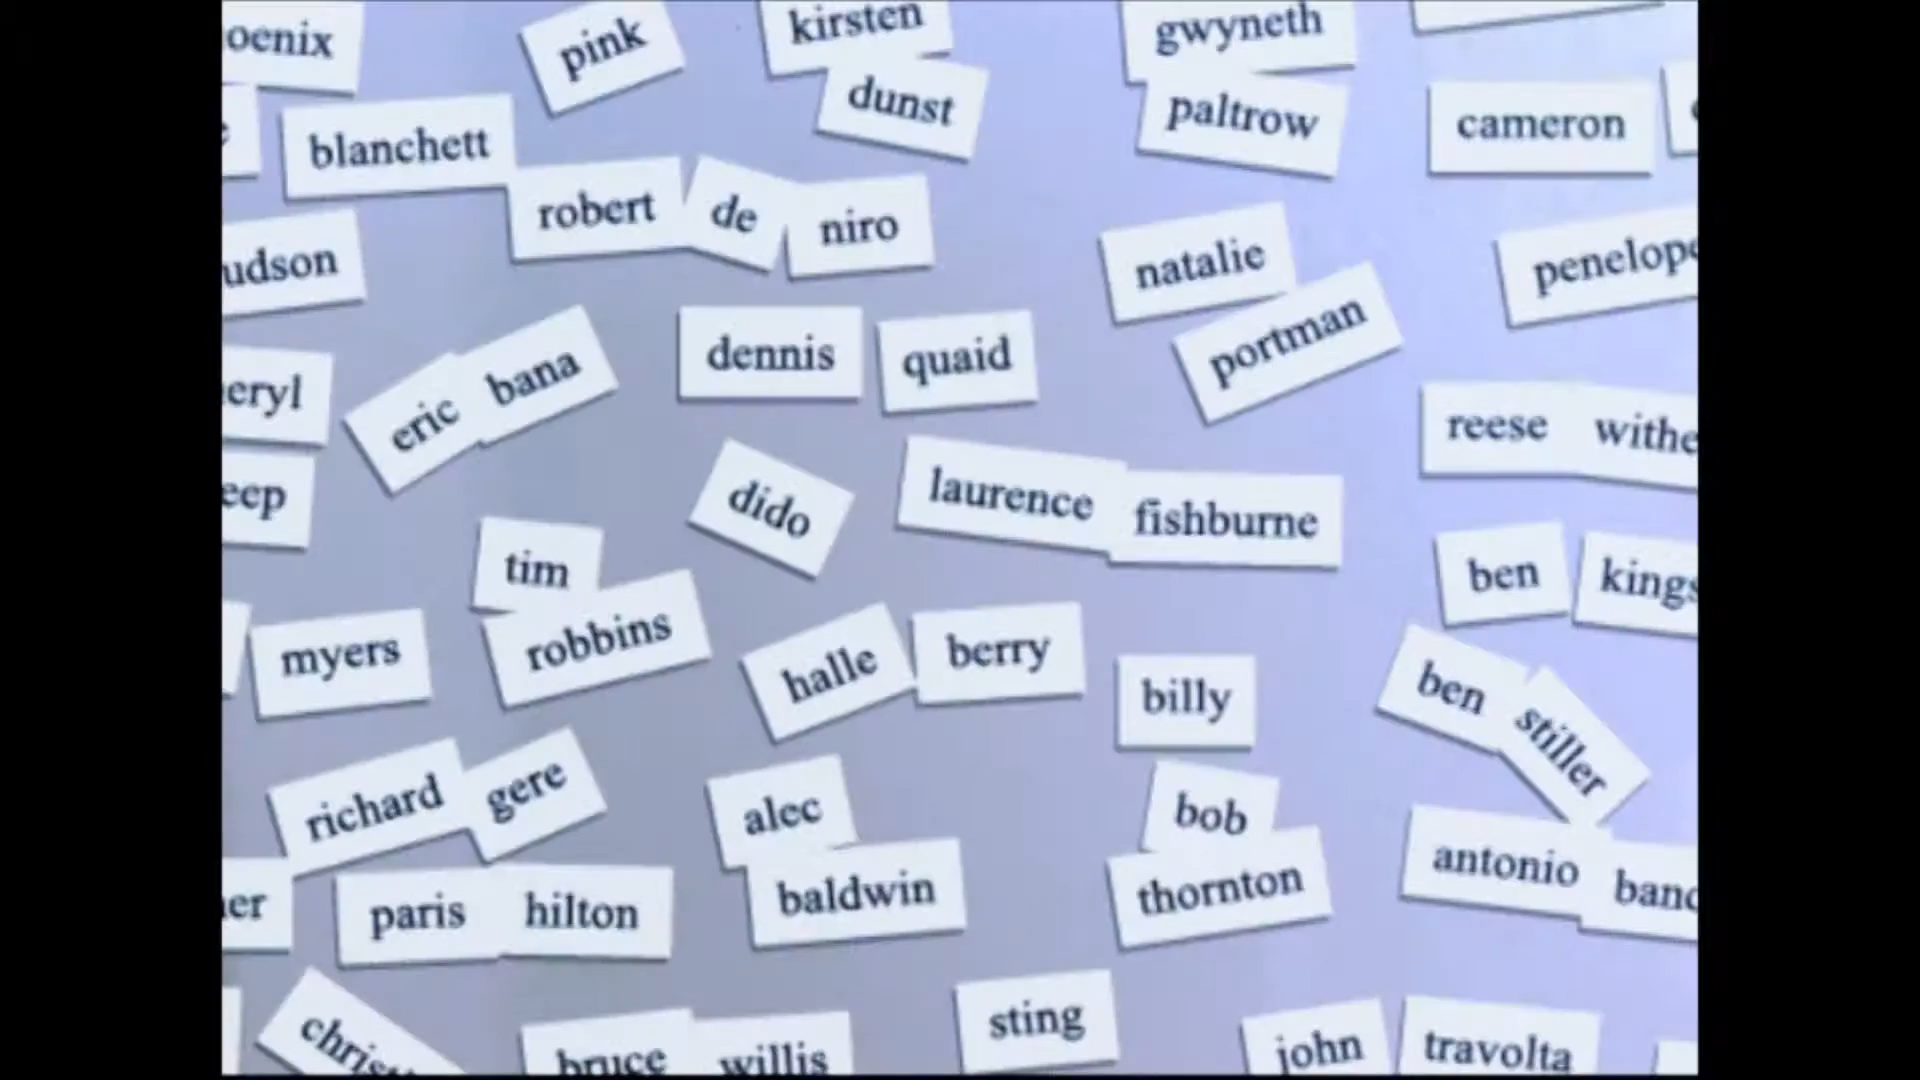 oenix
pink
kirsten
dunst
gwyneth
paltrow
cameron
blanchett
robert de niro
udson
natalie
portman
penelope
eryl
eep
eric bana
dennis quaid
reese withe
dido
laurence fishburne
tim
robbins
ben kings
myers
halle berry
billy
bob
thornton
ben stiller
richard gere
alec
baldwin
antonio band
er
paris hilton
christ
bruce willis
sting
john travolta